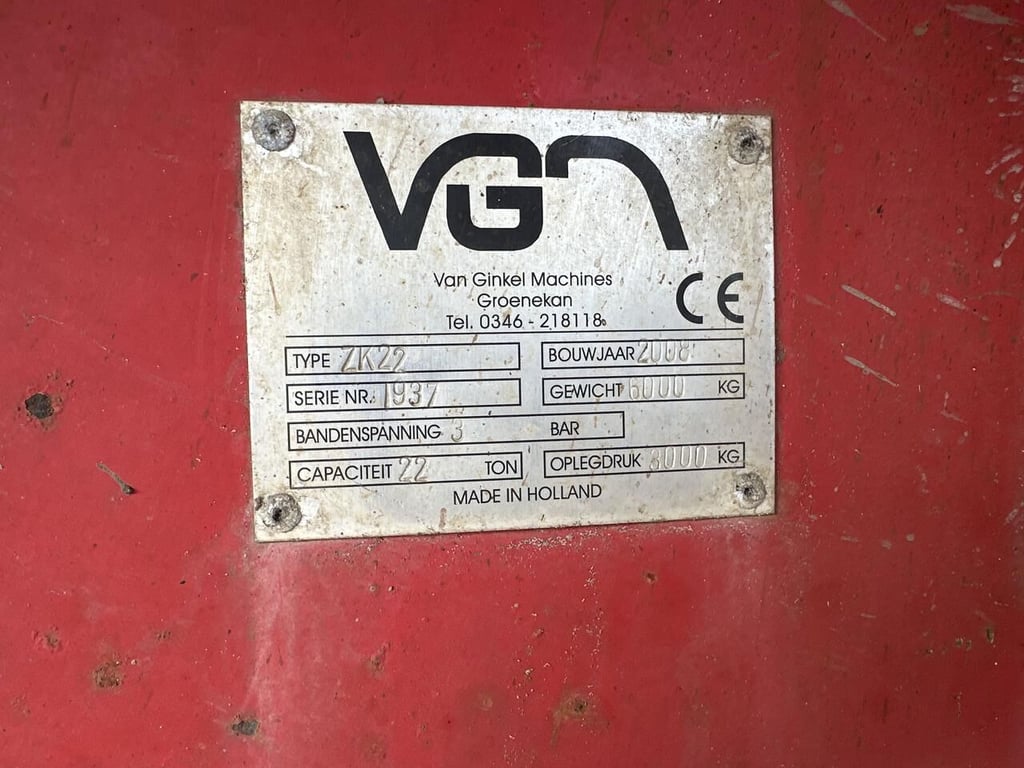 VGn
Van Ginkel Machines
Groenekan
Tel. 0346 - 218118
CE
TYPE ZK22
BOUWJAAR 2008
SERIE NR. 1937
GEWICHT 6000 KG
BANDENSPANNING 3 BAR
CAPACITEIT 22 TON
OPLEGDRUK 3000 KG
MADE IN HOLLAND